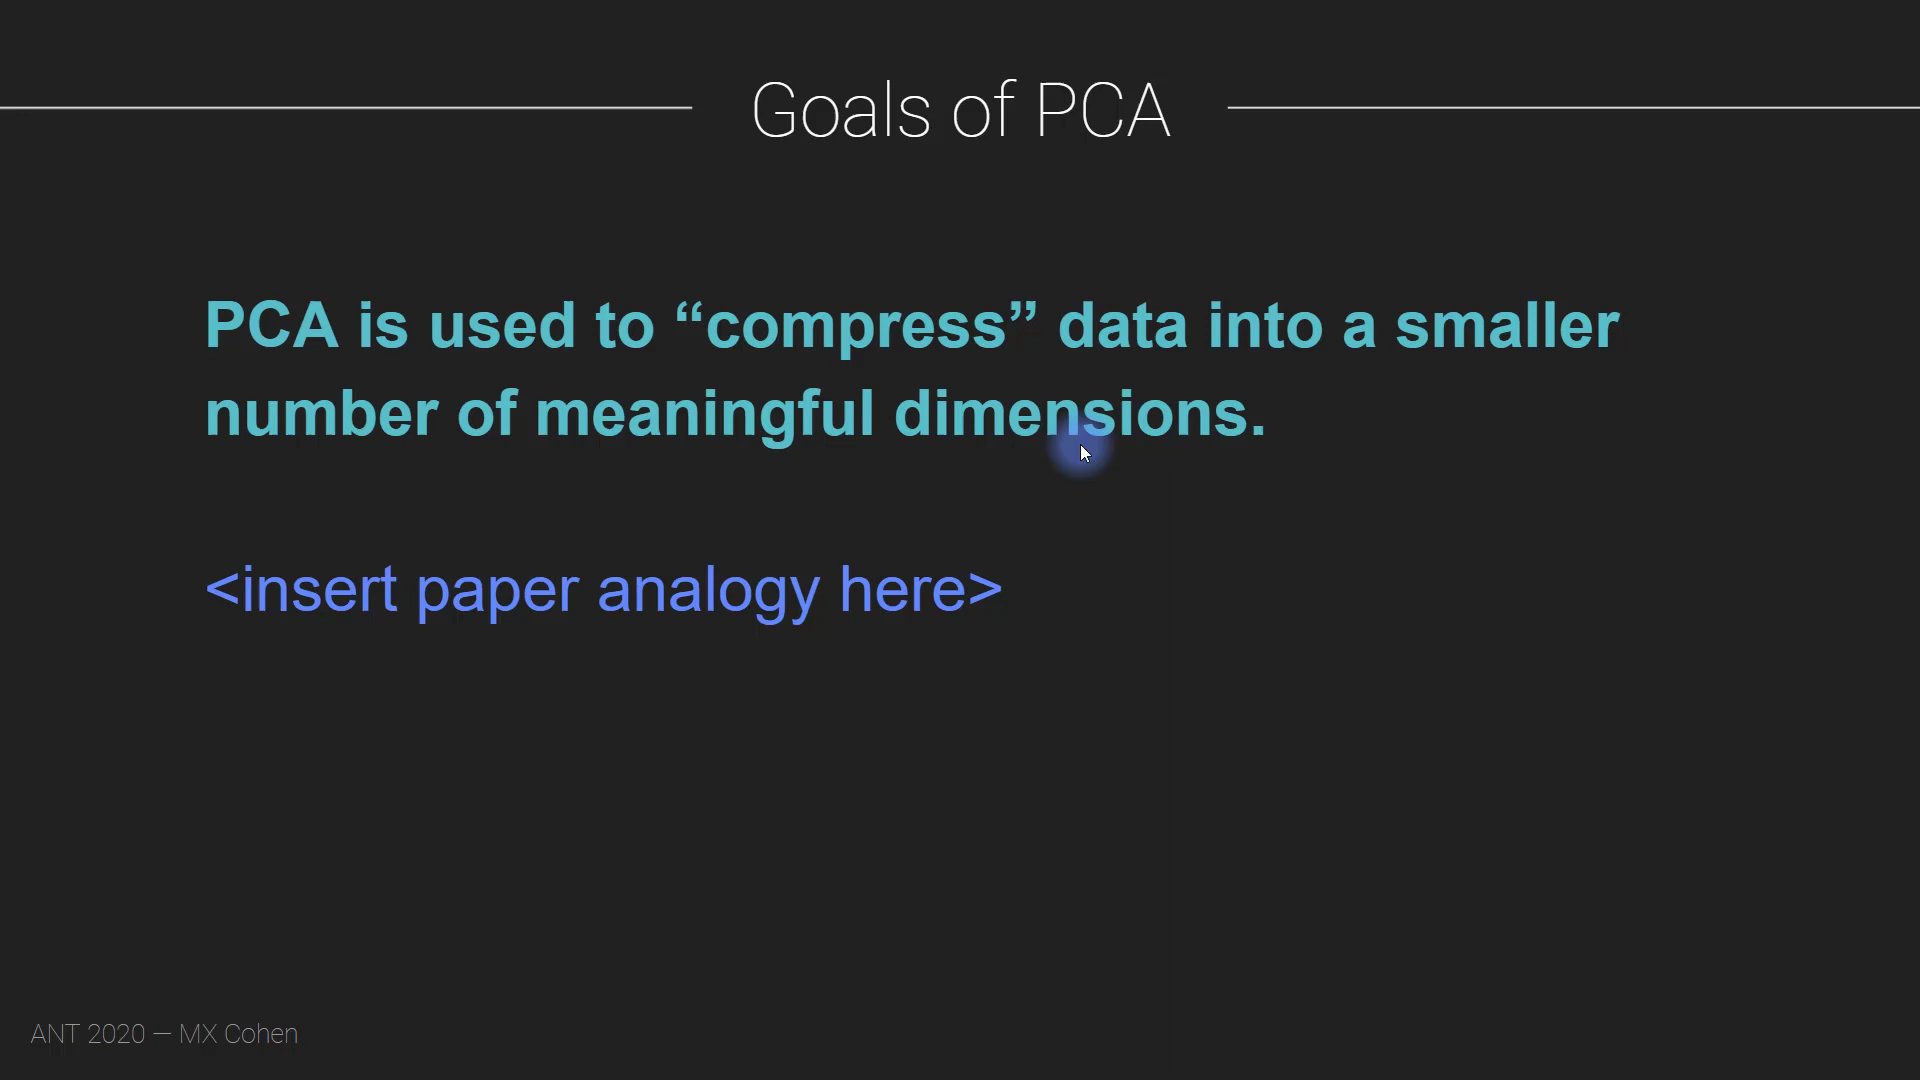 Goals of PCA
PCA is used to “compress” data into a smaller
number of meaningful dimensions.
<insert paper analogy here>
ANT 2020 — MX Cohen